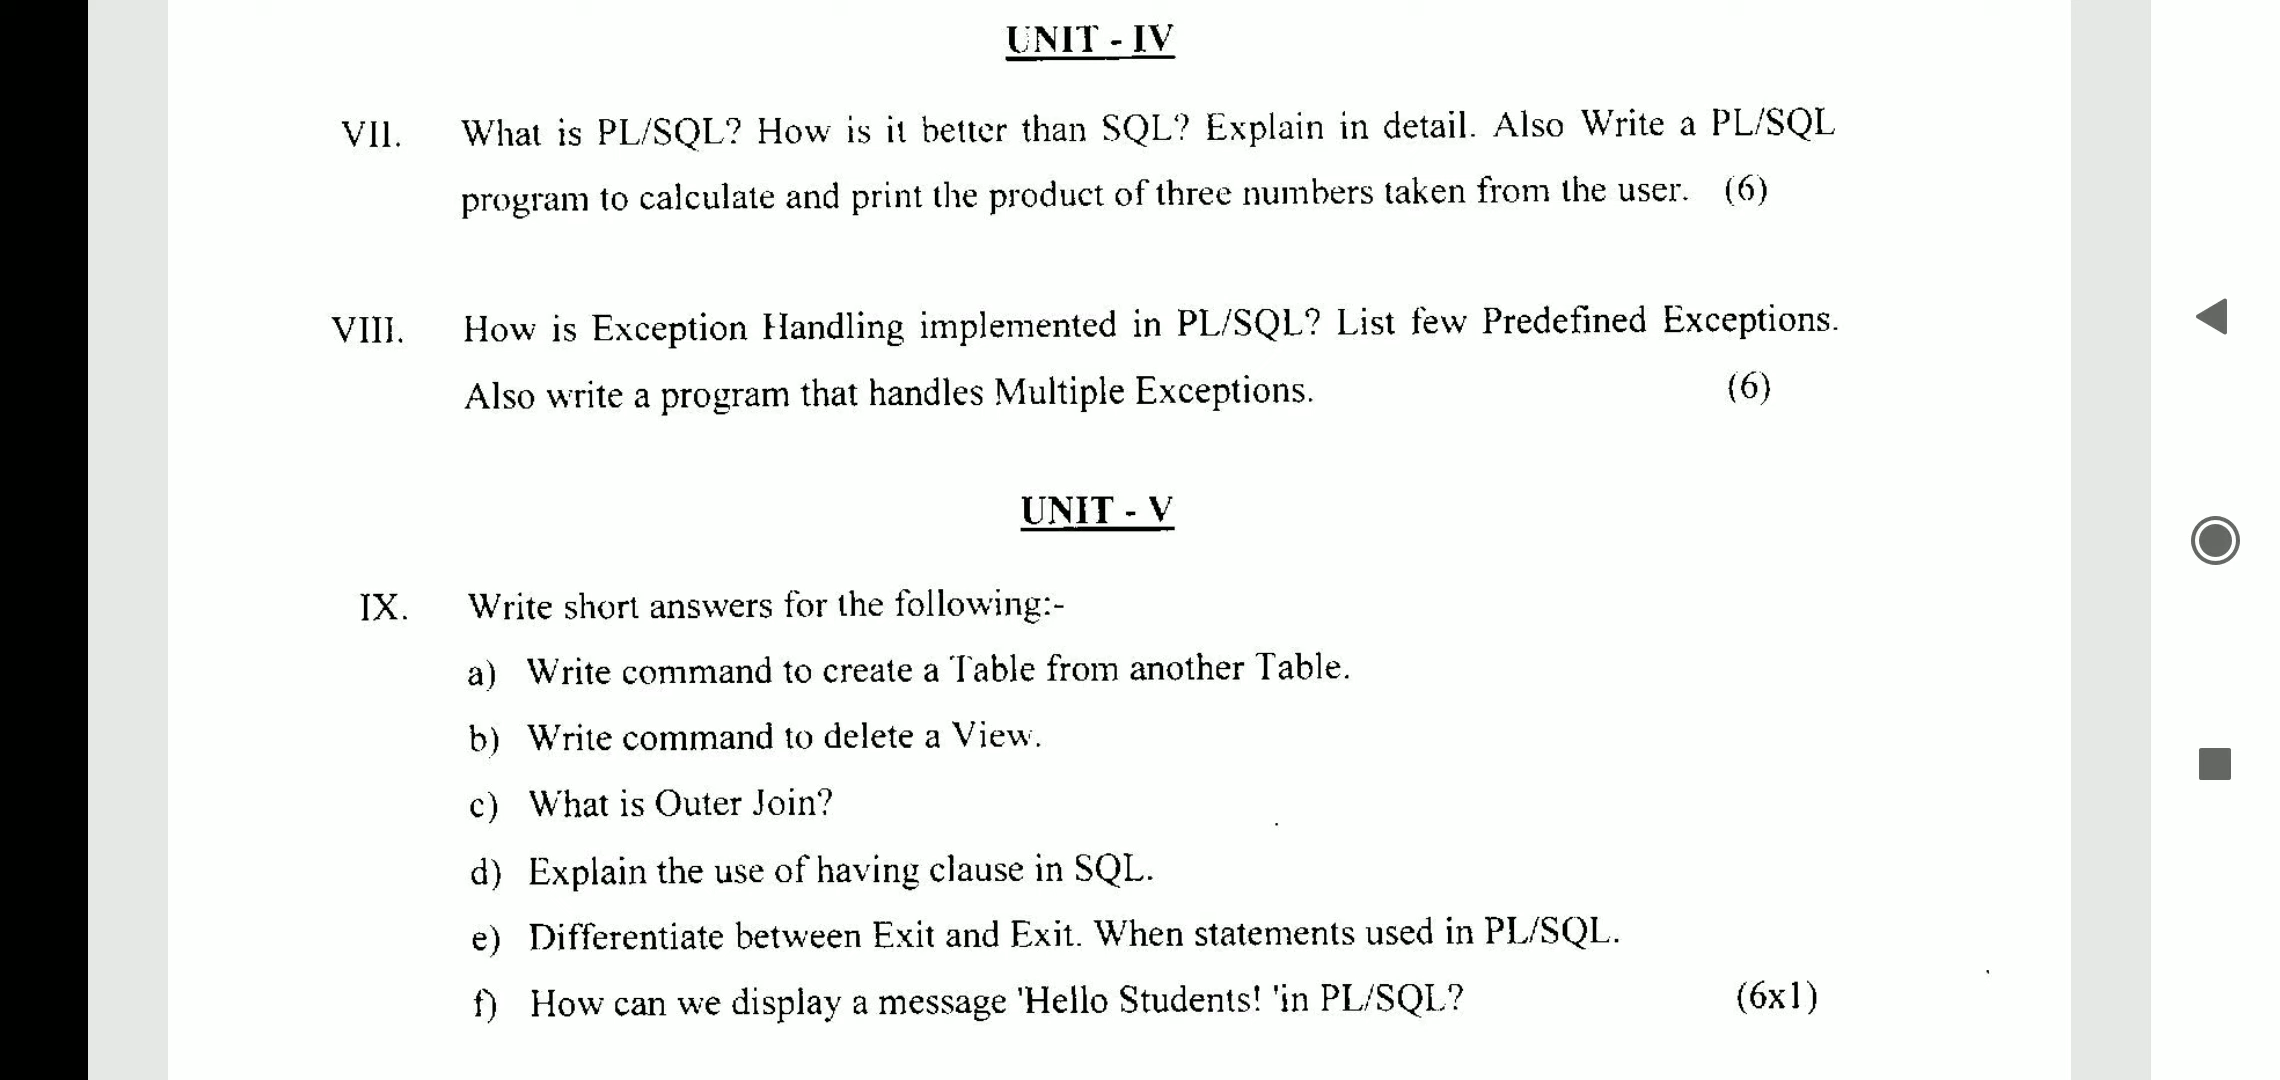 UNIT - IV
VII. What is PL/SQL? How is it better than SQL? Explain in detail. Also Write a PL/SQL
program to calculate and print the product of three numbers taken from the user. (6)
VIII. How is Exception Handling implemented in PL/SQL? List few Predefined Exceptions.
Also write a program that handles Multiple Exceptions. (6)
UNIT - V
IX. Write short answers for the following:-
a) Write command to create a Table from another Table.
b) Write command to delete a View.
c) What is Outer Join?
d) Explain the use of having clause in SQL.
e) Differentiate between Exit and Exit. When statements used in PL/SQL.
f) How can we display a message 'Hello Students! 'in PL/SQL? (6x1)